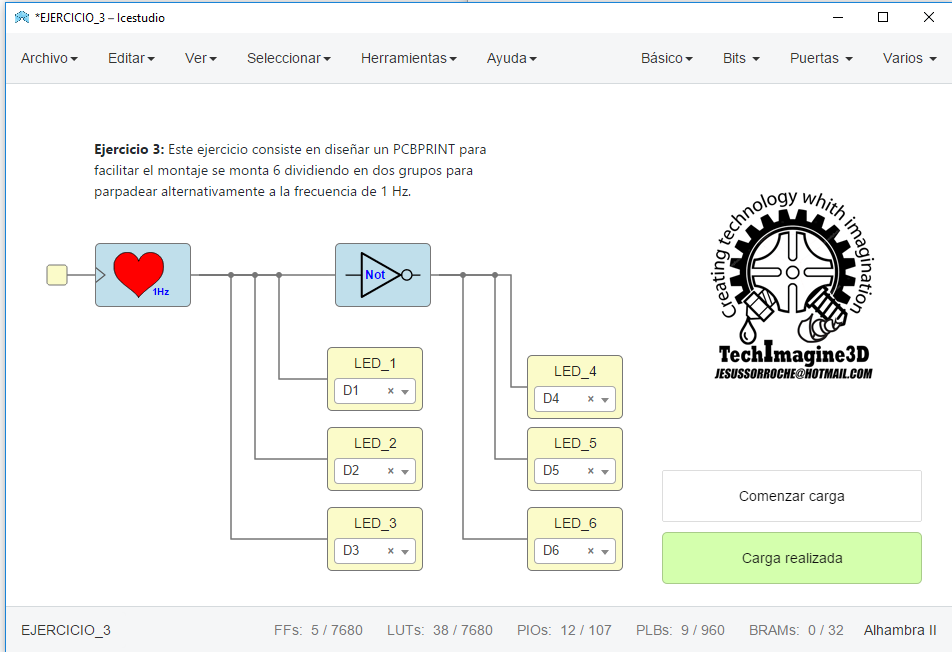 *EJERCICIO_3 – Icestudio
Archivo Editar Ver Seleccionar Herramientas Ayuda Básico Bits Puertas Varios
Ejercicio 3: Este ejercicio consiste en diseñar un PCBPRINT para
facilitar el montaje se monta 6 dividiendo en dos grupos para
parpadear alternativamente a la frecuencia de 1 Hz.
Creating technology whith imagination
TechImagine3D
JESUSSORROCHE@HOTMAIL.COM
1Hz
Not
LED_1
D1 ×
LED_2
D2 ×
LED_3
D3 ×
LED_4
D4 ×
LED_5
D5 ×
LED_6
D6 ×
Comenzar carga
Carga realizada
EJERCICIO_3 FFs: 5 / 7680 LUTs: 38 / 7680 PIOs: 12 / 107 PLBs: 9 / 960 BRAMs: 0 / 32 Alhambra II